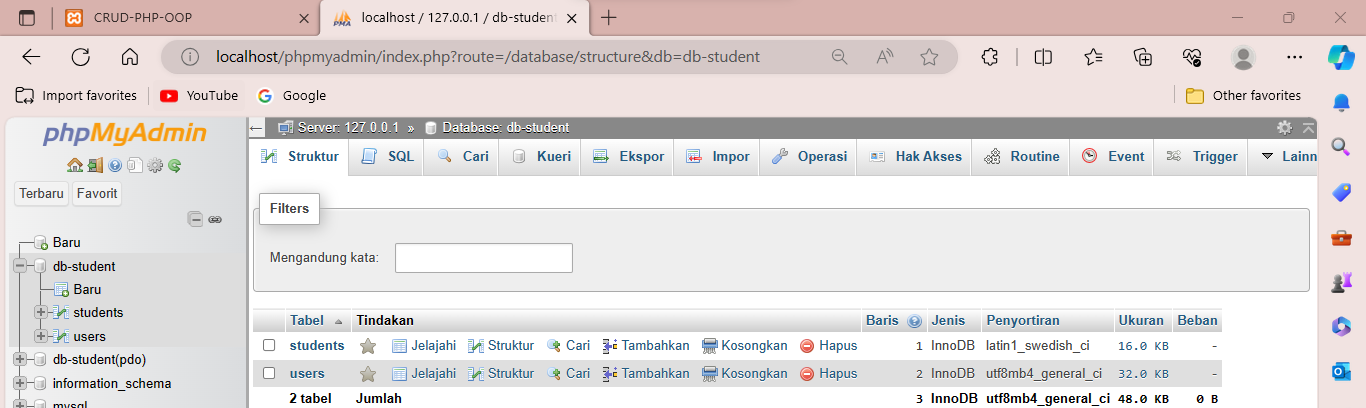 CRUD-PHP-OOP
localhost / 127.0.0.1 / db-student
localhost/phpmyadmin/index.php?route=/database/structure&db=db-student
Import favorites YouTube Google Other favorites
phpMyAdmin
Terbaru Favorit
Baru
db-student
Baru
students
users
db-student(pdo)
information_schema
mysql
Server: 127.0.0.1 » Database: db-student
Struktur SQL Cari Kueri Ekspor Impor Operasi Hak Akses Routine Event Trigger Lainn
Filters
Mengandung kata:
Tabel Tindakan Baris Jenis Penyortiran Ukuran Beban
students Jelajahi Struktur Cari Tambahkan Kosongkan Hapus 1 InnoDB latin1_swedish_ci 16.0 KB -
users Jelajahi Struktur Cari Tambahkan Kosongkan Hapus 2 InnoDB utf8mb4_general_ci 32.0 KB -
2 tabel Jumlah 3 InnoDB utf8mb4_general_ci 48.0 KB 0 B